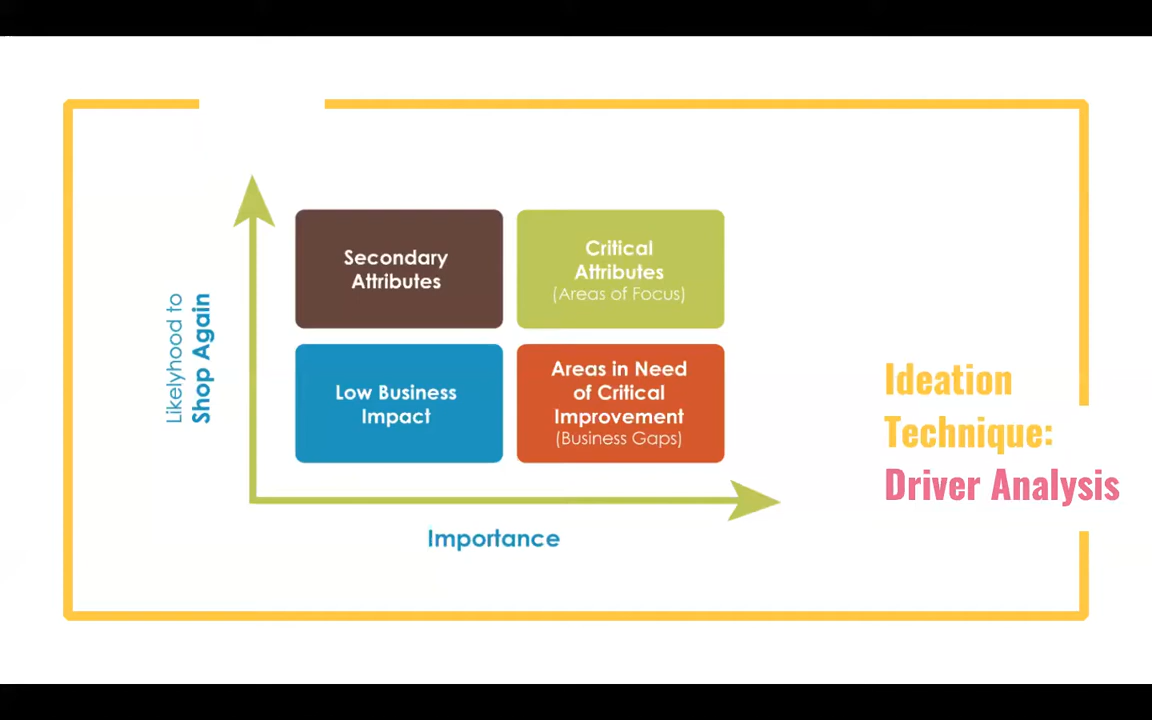 Secondary
Attributes
Critical
Attributes
(Areas of Focus)
Likelyhood to
Shop Again
Low Business
Impact
Areas in Need
of Critical
Improvement
(Business Gaps)
Importance
Ideation
Technique:
Driver Analysis